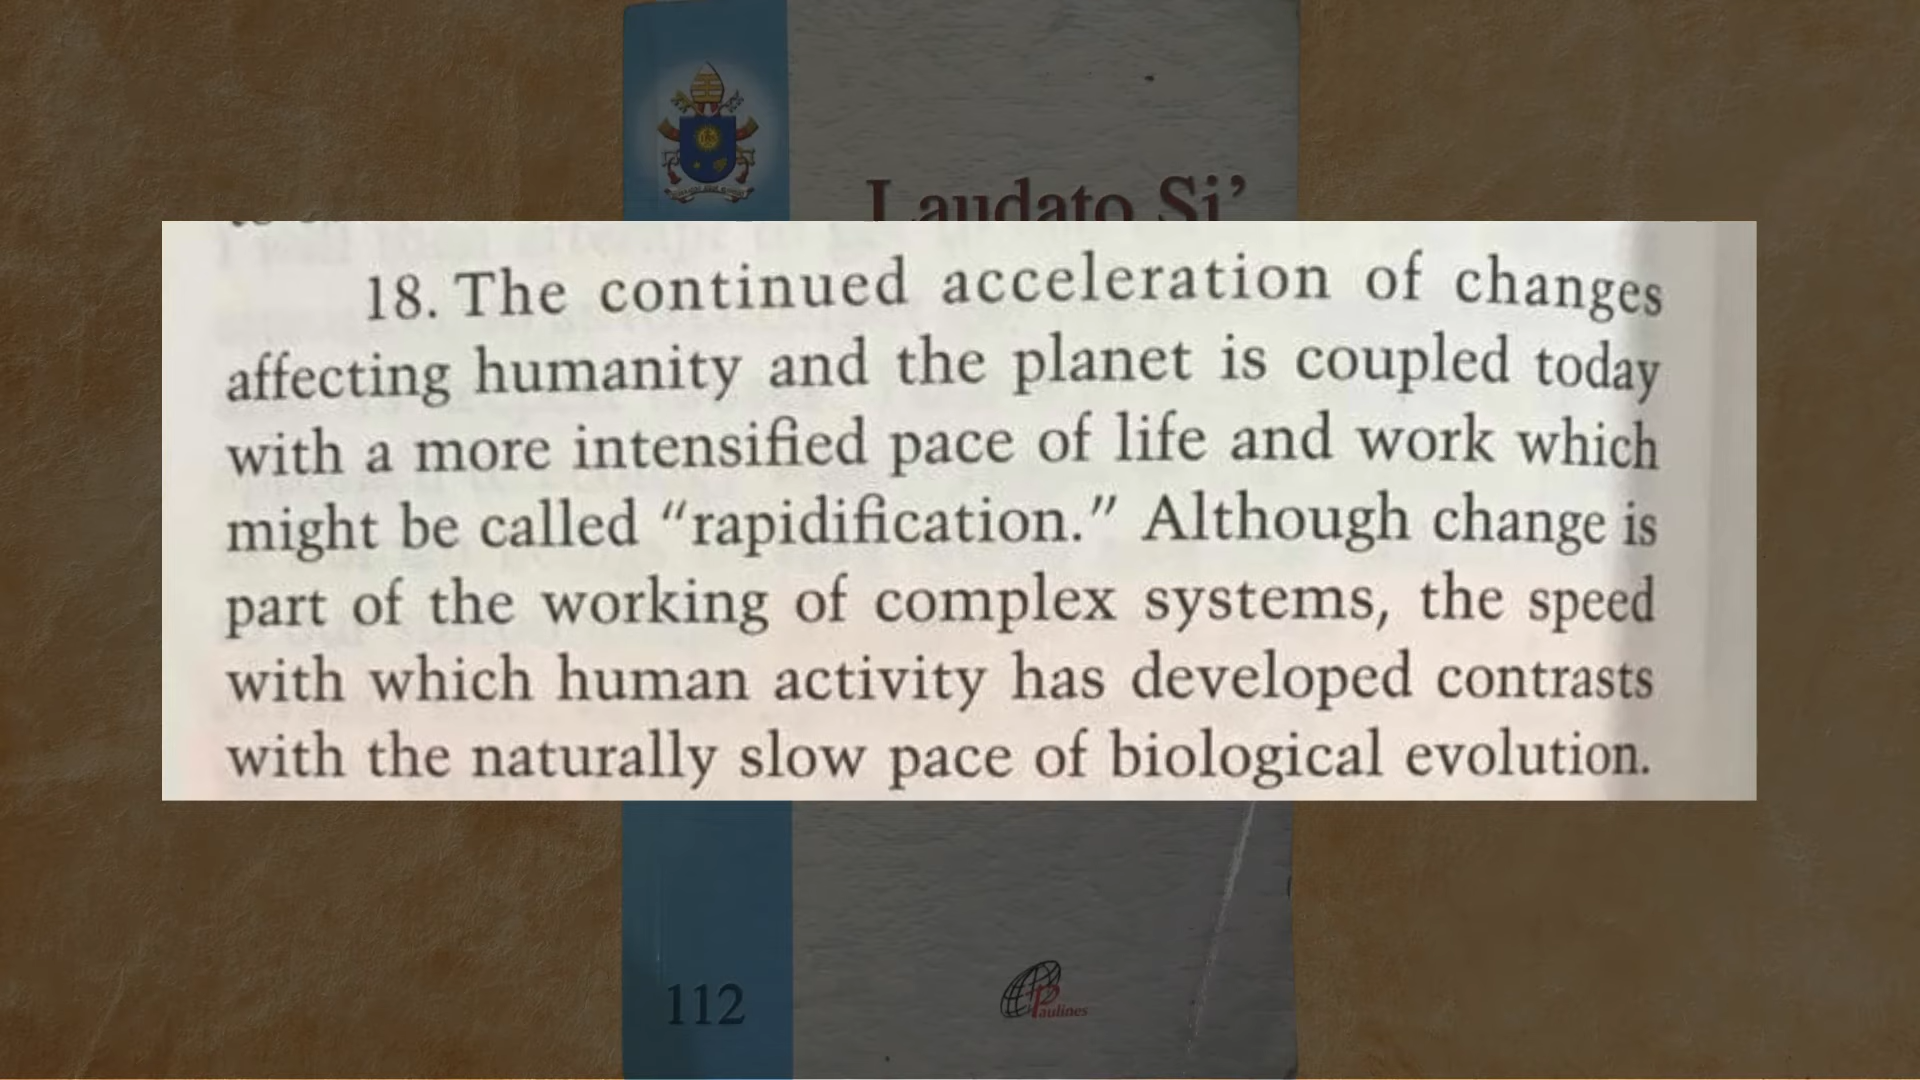 Laudato Si’
18. The continued acceleration of changes
affecting humanity and the planet is coupled today
with a more intensified pace of life and work which
might be called “rapidification.” Although change is
part of the working of complex systems, the speed
with which human activity has developed contrasts
with the naturally slow pace of biological evolution.
112
Paulines